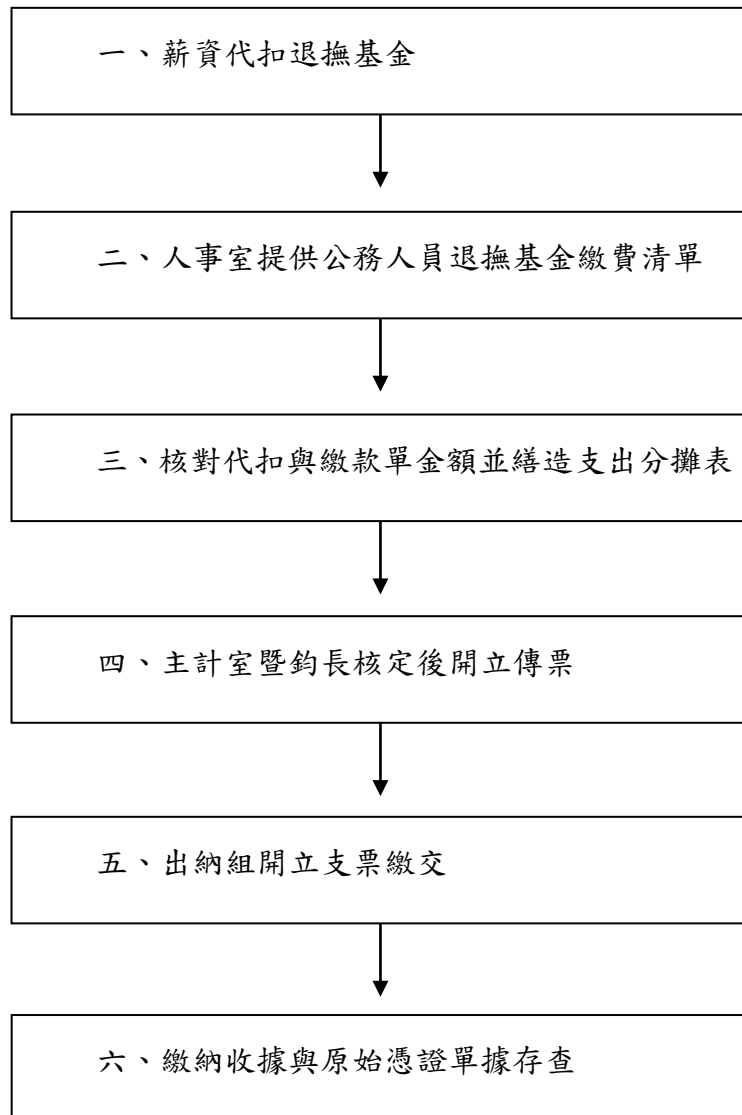 一、薪資代扣退撫基金
二、人事室提供公務人員退撫基金繳費清單
三、核對代扣與繳款單金額並繕造支出分攤表
四、主計室暨鈞長核定後開立傳票
五、出納組開立支票繳交
六、繳納收據與原始憑證單據存查